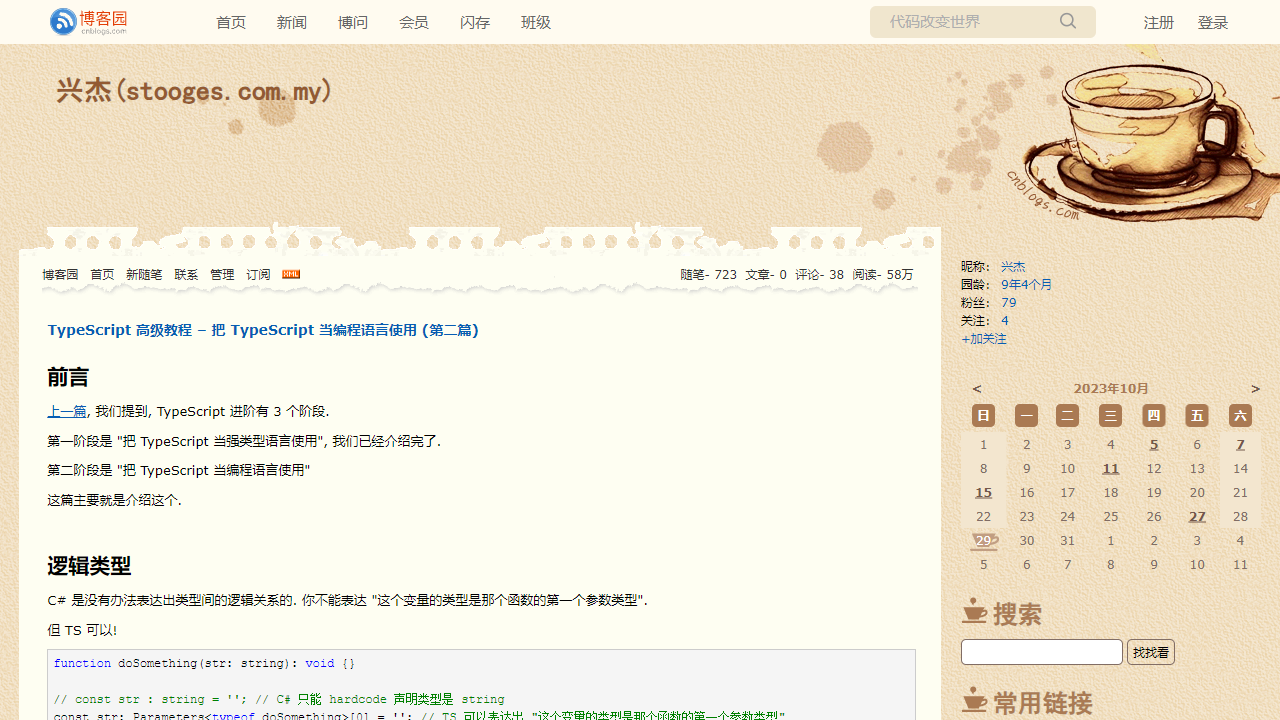 博客园
cnblogs.com
首页 新闻 博问 会员 闪存 班级
代码改变世界
注册 登录
兴杰(stooges.com.my)
cnblogs.com
博客园 首页 新随笔 联系 管理 订阅 XML
随笔- 723 文章- 0 评论- 38 阅读- 58万
TypeScript 高级教程 – 把 TypeScript 当编程语言使用 (第二篇)
前言
上一篇, 我们提到, TypeScript 进阶有 3 个阶段.
第一阶段是 "把 TypeScript 当强类型语言使用", 我们已经介绍完了.
第二阶段是 "把 TypeScript 当编程语言使用"
这篇主要就是介绍这个.
逻辑类型
C# 是没有办法表达出类型间的逻辑关系的. 你不能表达 "这个变量的类型是那个函数的第一个参数类型".
但 TS 可以!
function doSomething(str: string): void {}
// const str : string = ''; // C# 只能 hardcode 声明类型是 string
const str: Parameters<typeof doSomething>[0] = ''; // TS 可以表达出 "这个变量的类型是那个函数的第一个参数类型"
昵称： 兴杰
园龄： 9年4个月
粉丝： 79
关注： 4
+加关注
< 2023年10月 >
日 一 二 三 四 五 六
1 2 3 4 5 6 7
8 9 10 11 12 13 14
15 16 17 18 19 20 21
22 23 24 25 26 27 28
29 30 31 1 2 3 4
5 6 7 8 9 10 11
搜索
找找看
常用链接